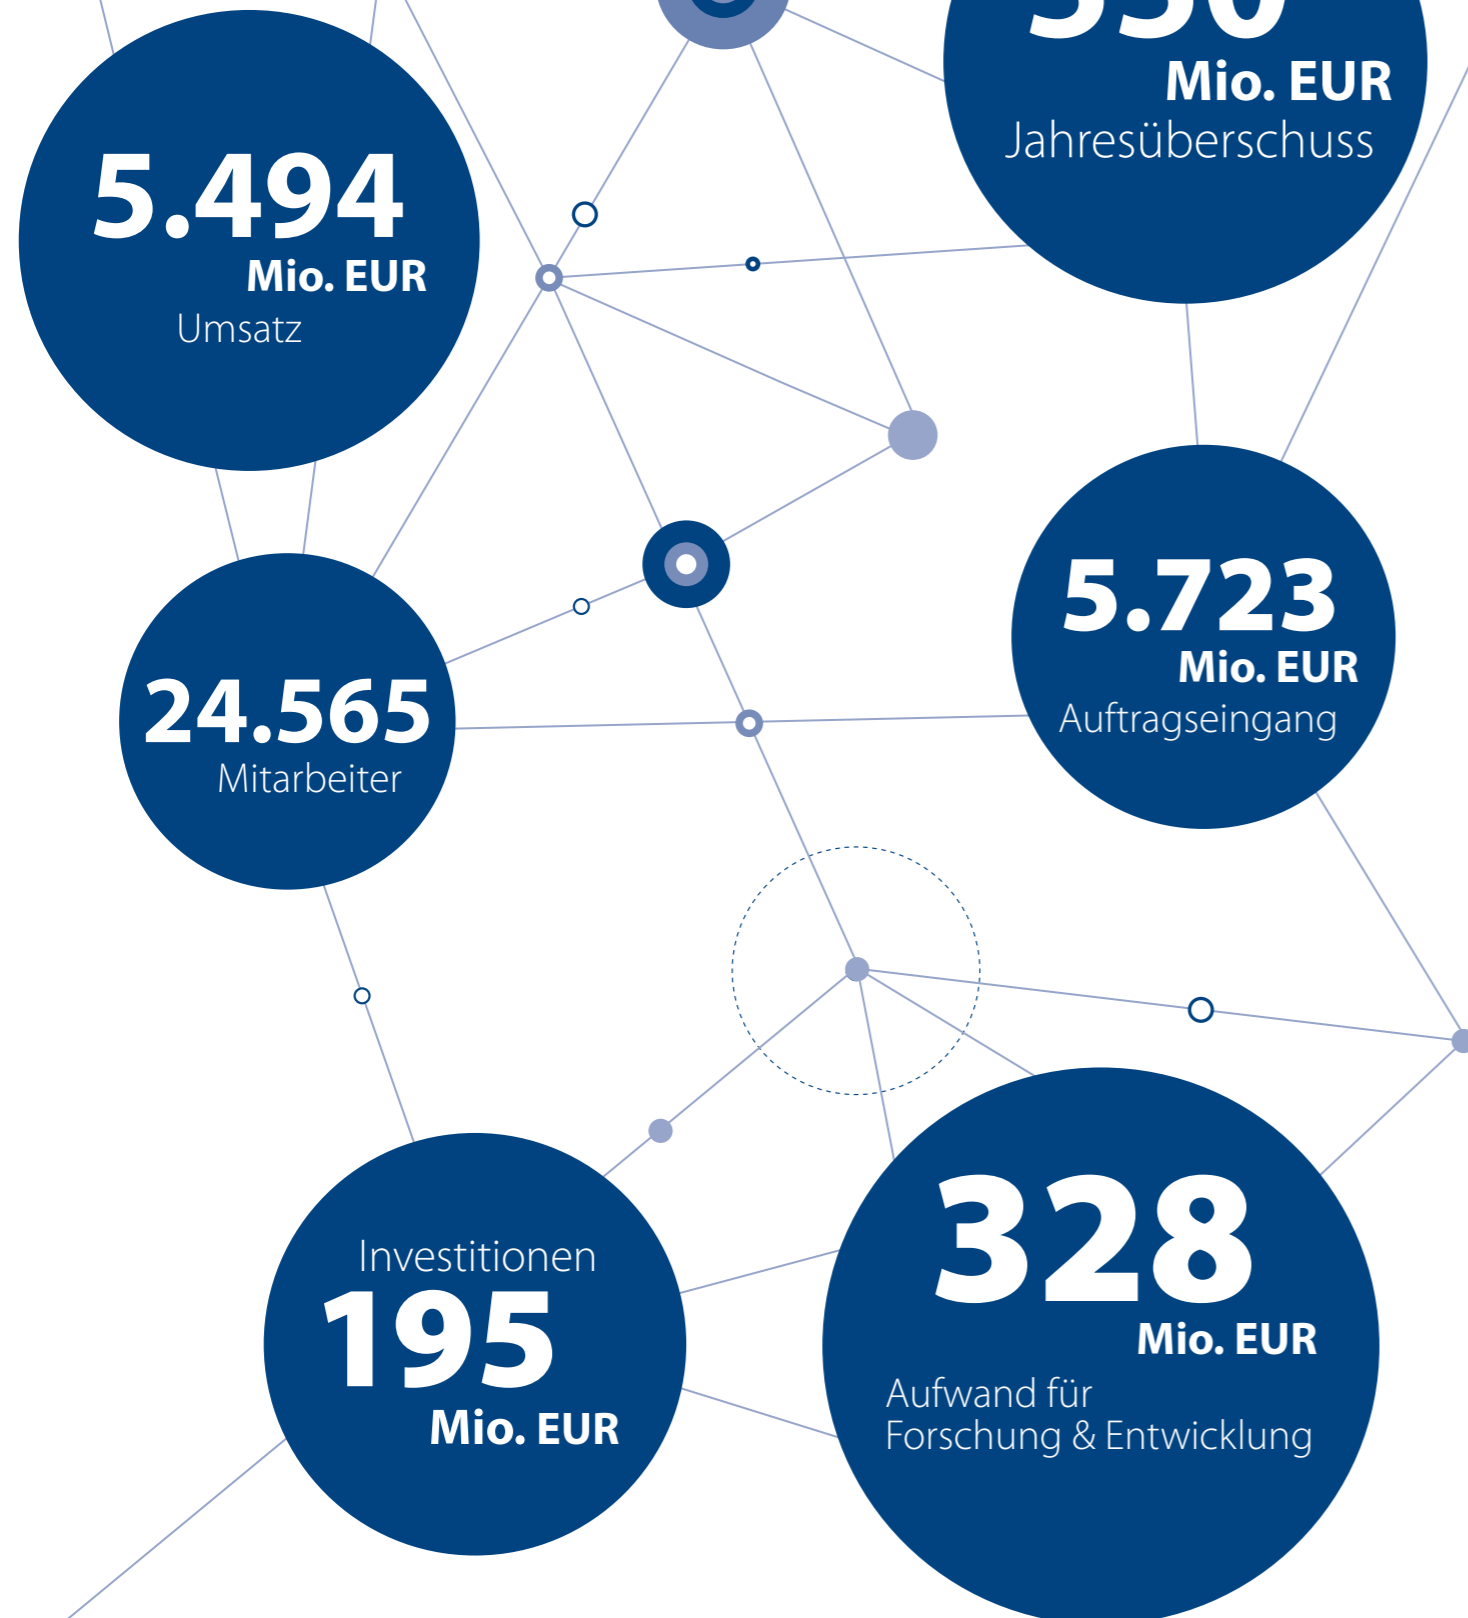 Mio. EUR
Jahresüberschuss
5.494
Mio. EUR
Umsatz
5.723
Mio. EUR
Auftragseingang
24.565
Mitarbeiter
328
Mio. EUR
Aufwand für
Forschung & Entwicklung
Investitionen
195
Mio. EUR